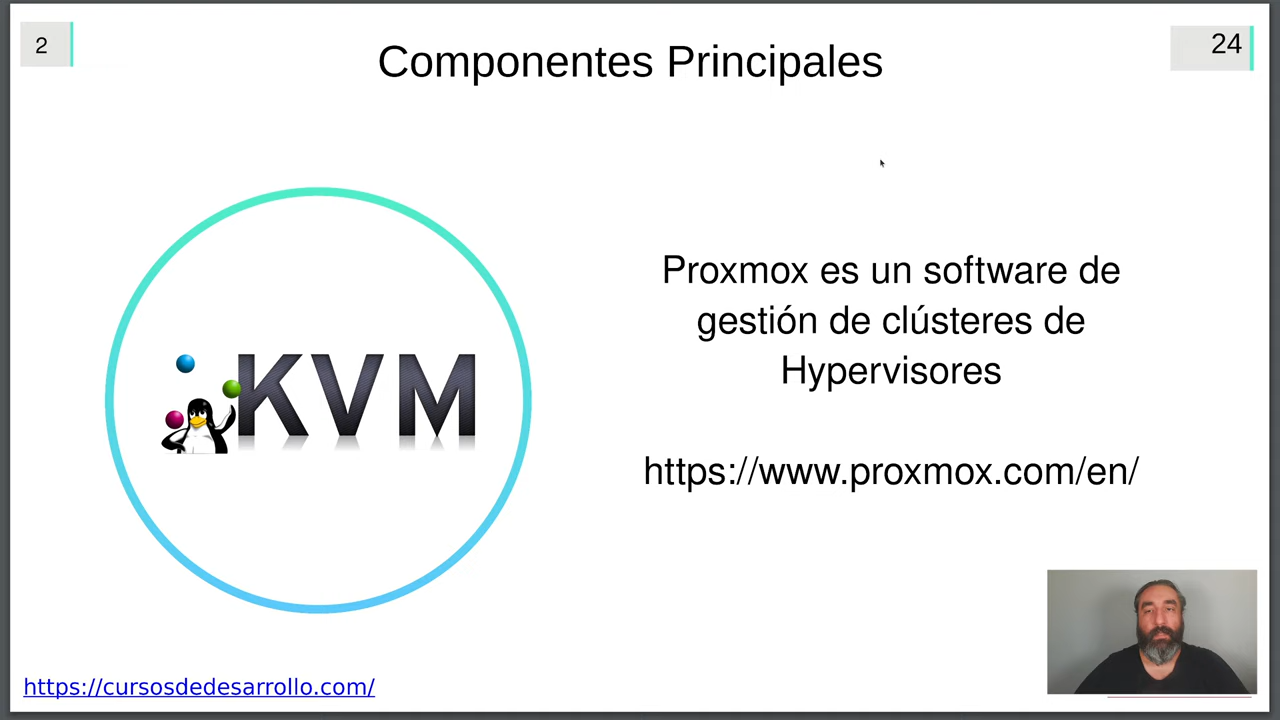 2
Componentes Principales
24
KVM
Proxmox es un software de
gestión de clústeres de
Hypervisores
https://www.proxmox.com/en/
https://cursosdedesarrollo.com/